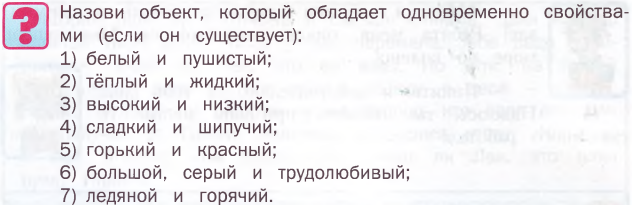 ?
Назови объект, который обладает одновременно свойства-
ми (если он существует):
1) белый и пушистый;
2) тёплый и жидкий;
3) высокий и низкий;
4) сладкий и шипучий;
5) горький и красный;
6) большой, серый и трудолюбивый;
7) ледяной и горячий.